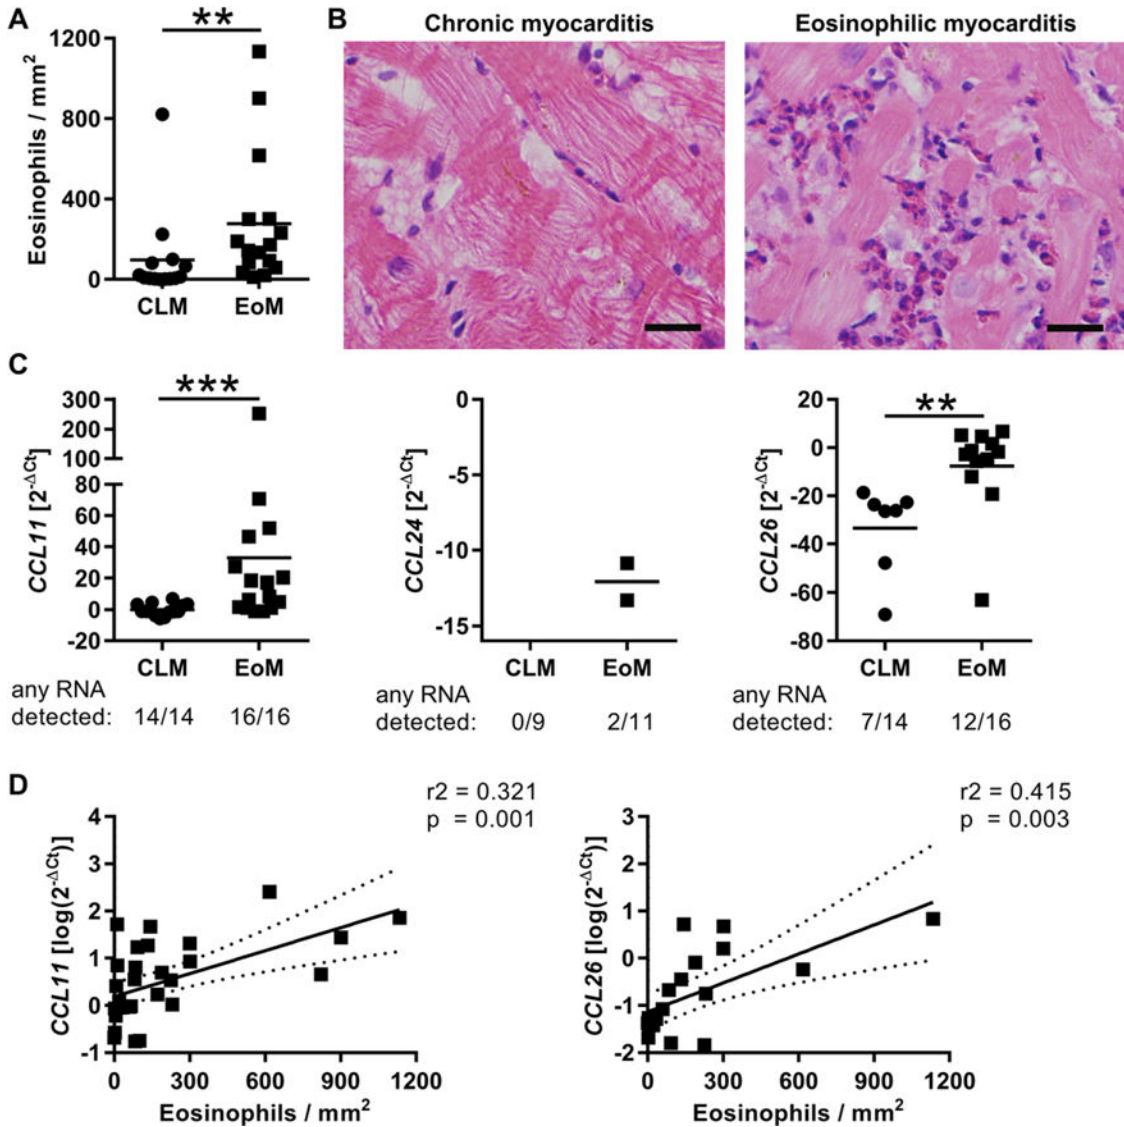 A
**
Eosinophils / mm2
1200
800
400
0
CLM
EoM
B
Chronic myocarditis
Eosinophilic myocarditis
C
***
CCL11 [2-ΔCt]
300
200
100
80
60
40
20
0
-20
CLM
EoM
any RNA
detected: 14/14 16/16
CCL24 [2-ΔCt]
0
-5
-10
-15
CLM
EoM
any RNA
detected: 0/9 2/11
**
CCL26 [2-ΔCt]
20
0
-20
-40
-60
-80
CLM
EoM
any RNA
detected: 7/14 12/16
D
r2 = 0.321
p = 0.001
CCL11 [log(2-ΔCt)]
4
3
2
1
0
-1
0 300 600 900 1200
Eosinophils / mm2
r2 = 0.415
p = 0.003
CCL26 [log(2-ΔCt)]
3
2
1
0
-1
-2
0 300 600 900 1200
Eosinophils / mm2